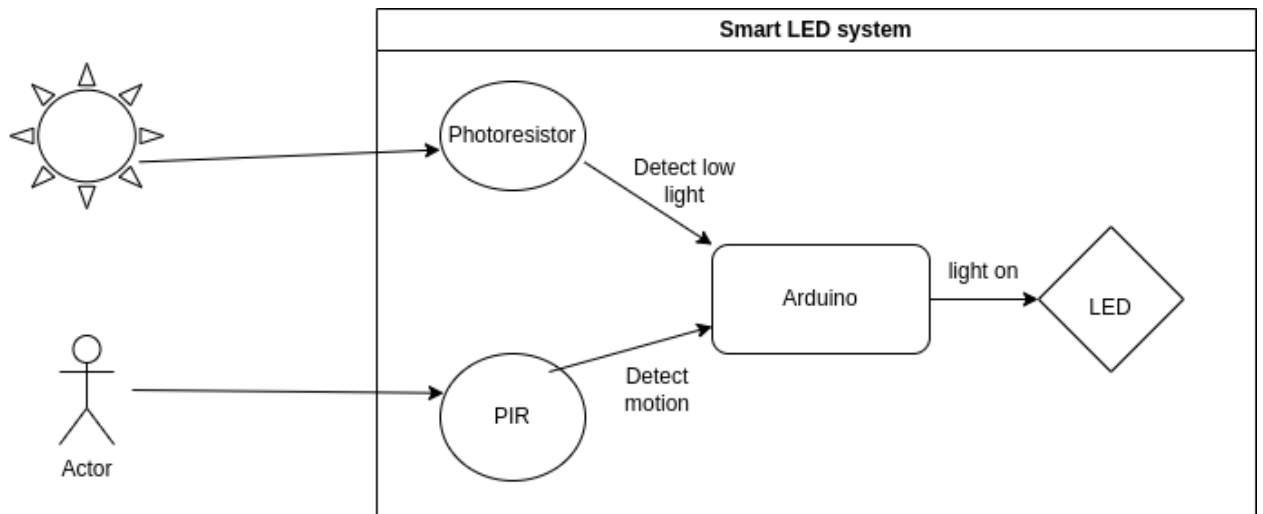 Smart LED system
Photoresistor
Detect low
light
Arduino
light on
LED
Detect
motion
PIR
Actor